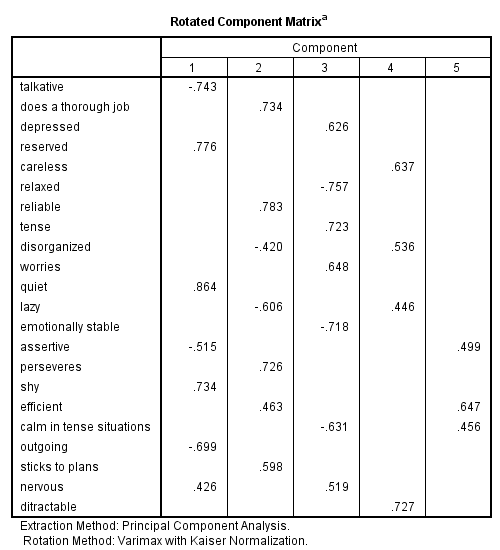 Rotated Component Matrixa
Component
1 2 3 4 5
talkative -.743
does a thorough job .734
depressed .626
reserved .776
careless .637
relaxed -.757
reliable .783
tense .723
disorganized -.420 .536
worries .648
quiet .864
lazy -.606 .446
emotionally stable -.718
assertive -.515 .499
perseveres .726
shy .734
efficient .463 .647
calm in tense situations -.631 .456
outgoing -.699
sticks to plans .598
nervous .426 .519
ditractable .727
Extraction Method: Principal Component Analysis.
Rotation Method: Varimax with Kaiser Normalization.